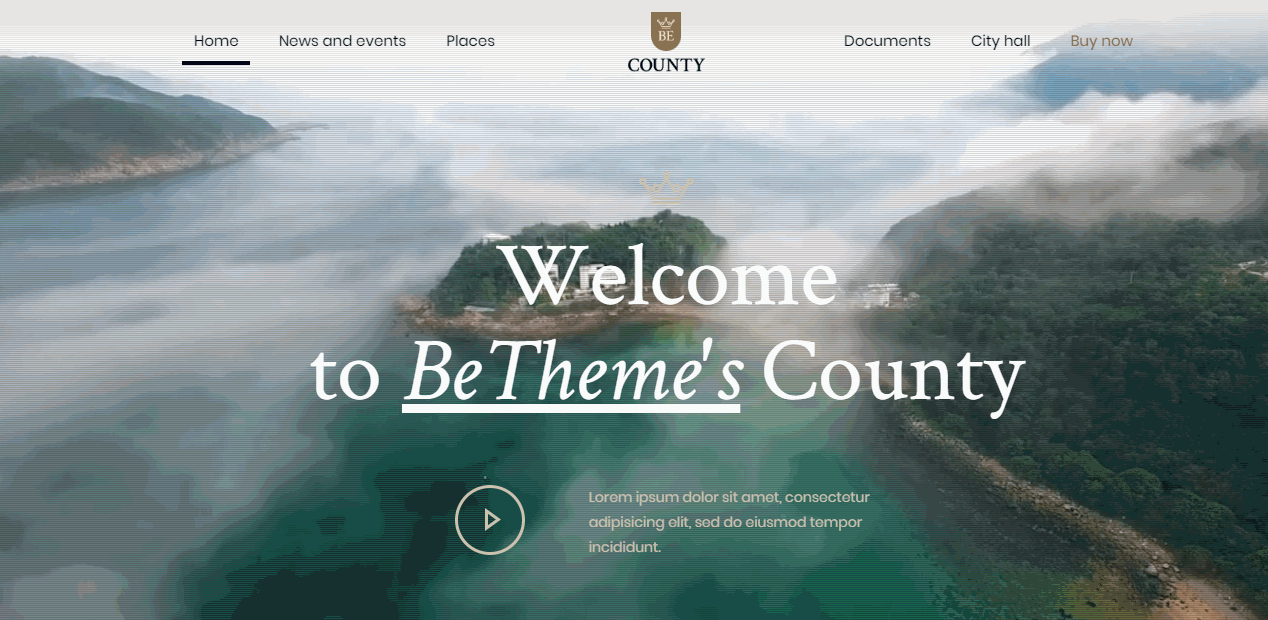 Home
News and events
Places
BE
COUNTY
Documents
City hall
Buy now
Welcome
to BeTheme's County
Lorem ipsum dolor sit amet, consectetur
adipisicing elit, sed do eiusmod tempor
incididunt.